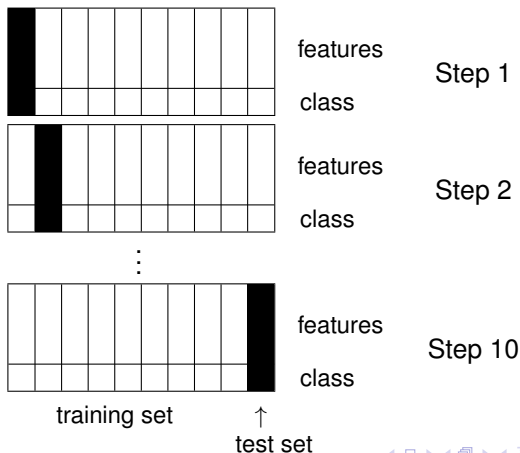 features
Step 1
class
features
Step 2
class
⋮
features
Step 10
class
training set ↑
test set